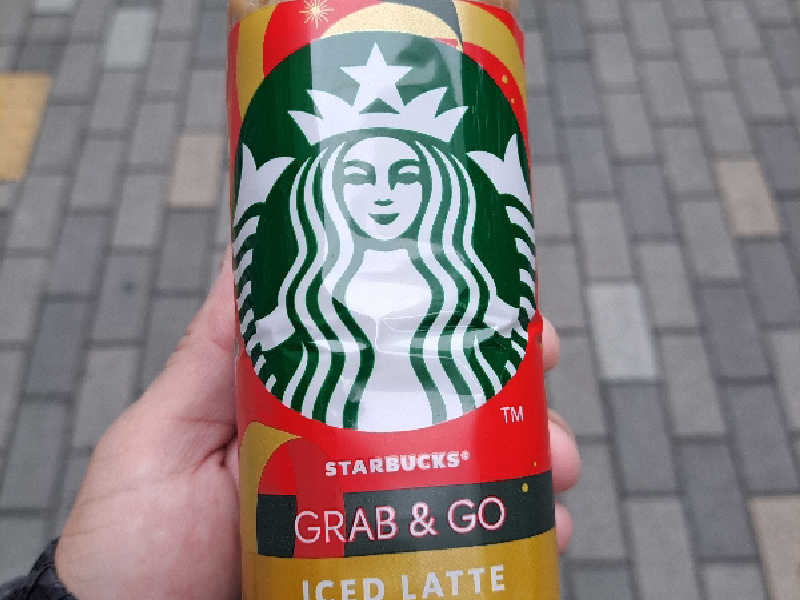 TM
STARBUCKS®
GRAB & GO
ICED LATTE